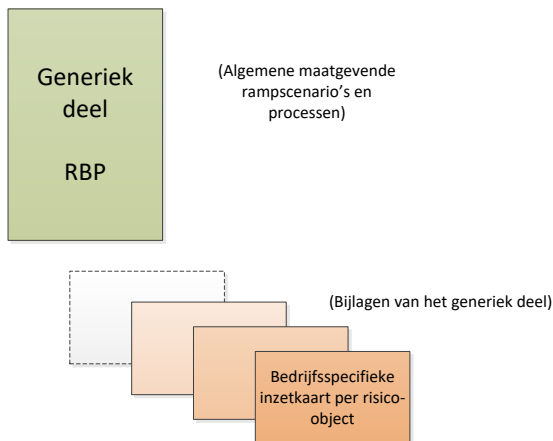 Generiek
deel
RBP
(Algemene maatgevende
rampscenario's en
processen)
(Bijlagen van het generiek deel)
Bedrijfsspecifieke
inzetkaart per risico-
object